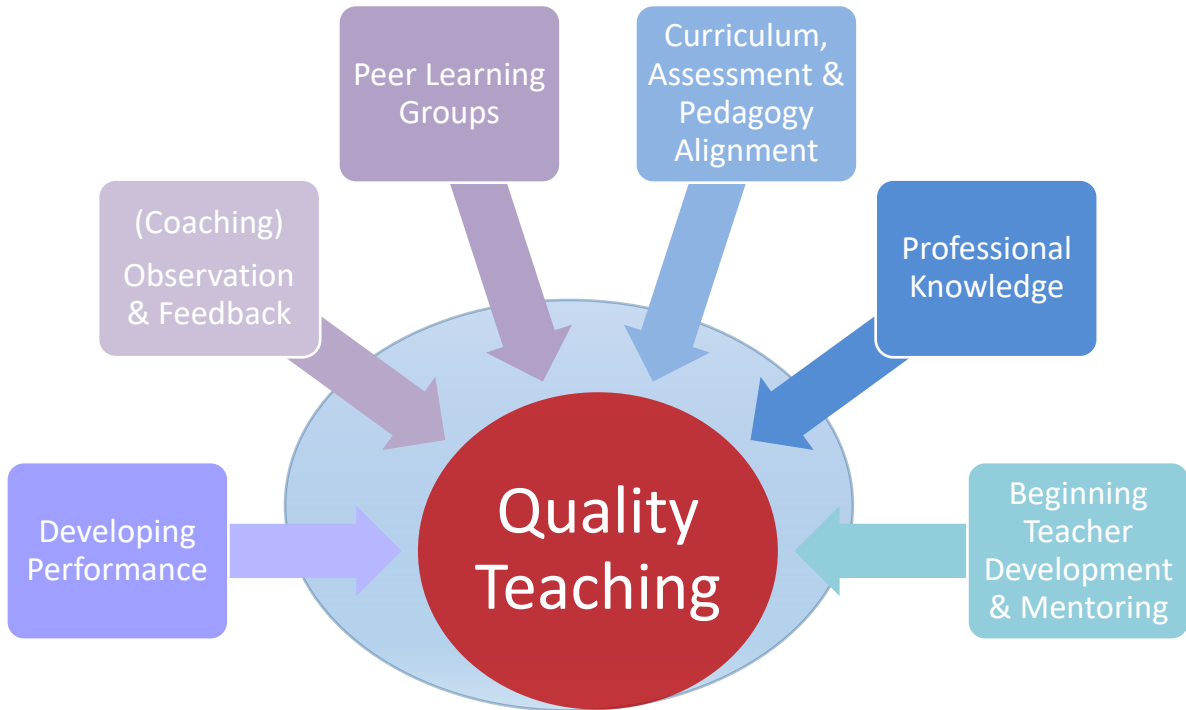 Peer Learning
Groups
Curriculum,
Assessment &
Pedagogy
Alignment
(Coaching)
Observation
& Feedback
Professional
Knowledge
Developing
Performance
Quality
Teaching
Beginning
Teacher
Development
& Mentoring